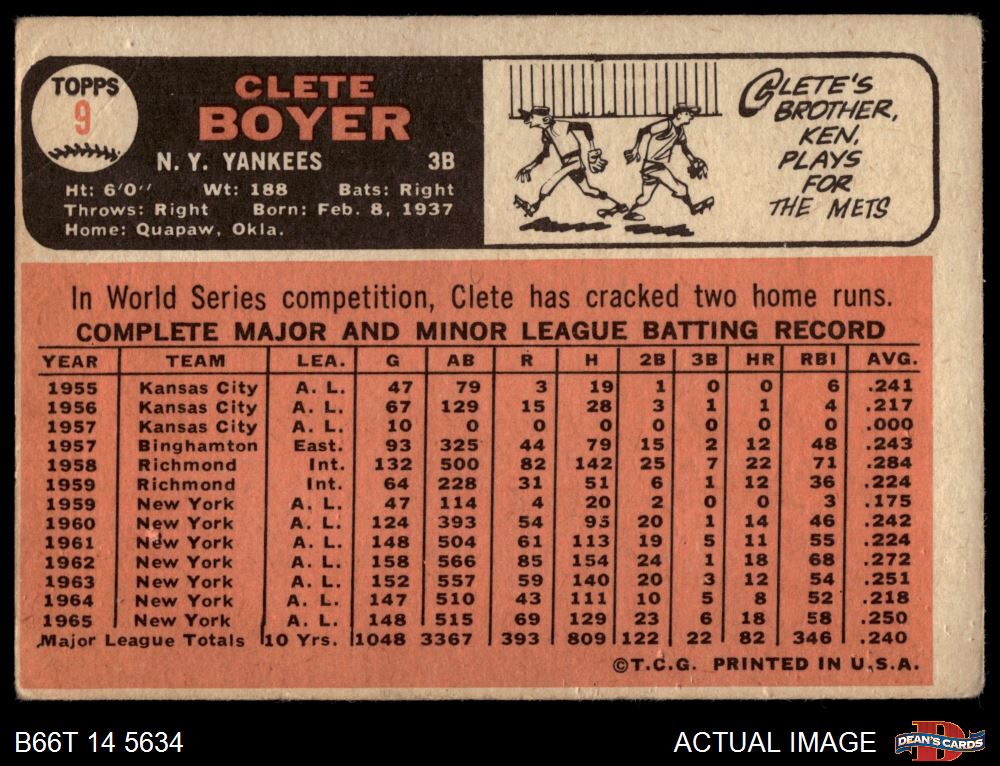 TOPPS
9
CLETE
BOYER
N. Y. YANKEES 3B
Ht: 6'0'' Wt: 188 Bats: Right
Throws: Right Born: Feb. 8, 1937
Home: Quapaw, Okla.
CLETE'S
BROTHER,
KEN,
PLAYS
FOR
THE METS
In World Series competition, Clete has cracked two home runs.
COMPLETE MAJOR AND MINOR LEAGUE BATTING RECORD
YEAR TEAM LEA. G AB R H 2B 3B HR RBI AVG.
1955 Kansas City A. L. 47 79 3 19 1 0 0 6 .241
1956 Kansas City A. L. 67 129 15 28 3 1 1 4 .217
1957 Kansas City A. L. 10 0 0 0 0 0 0 0 .000
1957 Binghamton East. 93 325 44 79 15 2 12 48 .243
1958 Richmond Int. 132 500 82 142 25 7 22 71 .284
1959 Richmond Int. 64 228 31 51 6 1 12 36 .224
1959 New York A. L. 47 114 4 20 2 0 0 3 .175
1960 New York A. L. 124 393 54 95 20 1 14 46 .242
1961 New York A. L. 148 504 61 113 19 5 11 55 .224
1962 New York A. L. 158 566 85 154 24 1 18 68 .272
1963 New York A. L. 152 557 59 140 20 3 12 54 .251
1964 New York A. L. 147 510 43 111 10 5 8 52 .218
1965 New York A. L. 148 515 69 129 23 6 18 58 .250
Major League Totals 10 Yrs. 1048 3367 393 809 122 22 82 346 .240
©T.C.G. PRINTED IN U.S.A.
B66T 14 5634 ACTUAL IMAGE DEAN'S CARDS